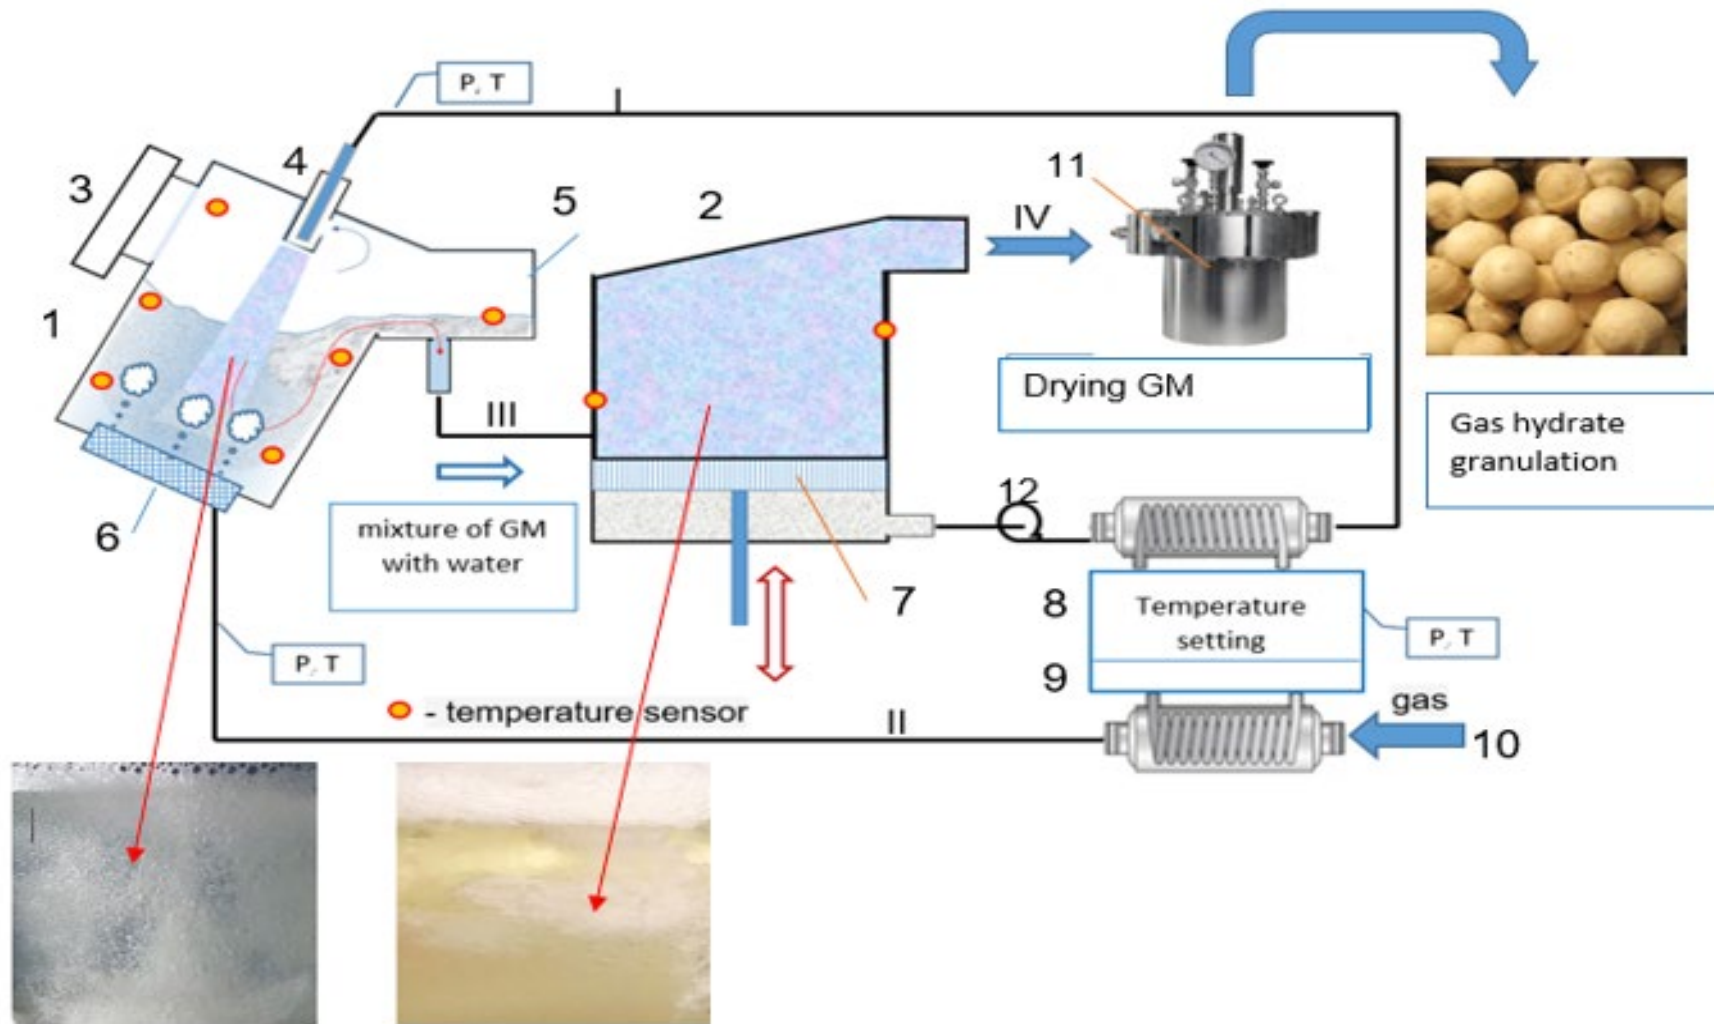 P, T
I
3
4
5
2
11
IV
1
III
Drying GM
Gas hydrate
granulation
6
mixture of GM
with water
12
7
8
Temperature
setting
P, T
P, T
9
- temperature sensor
II
gas
10